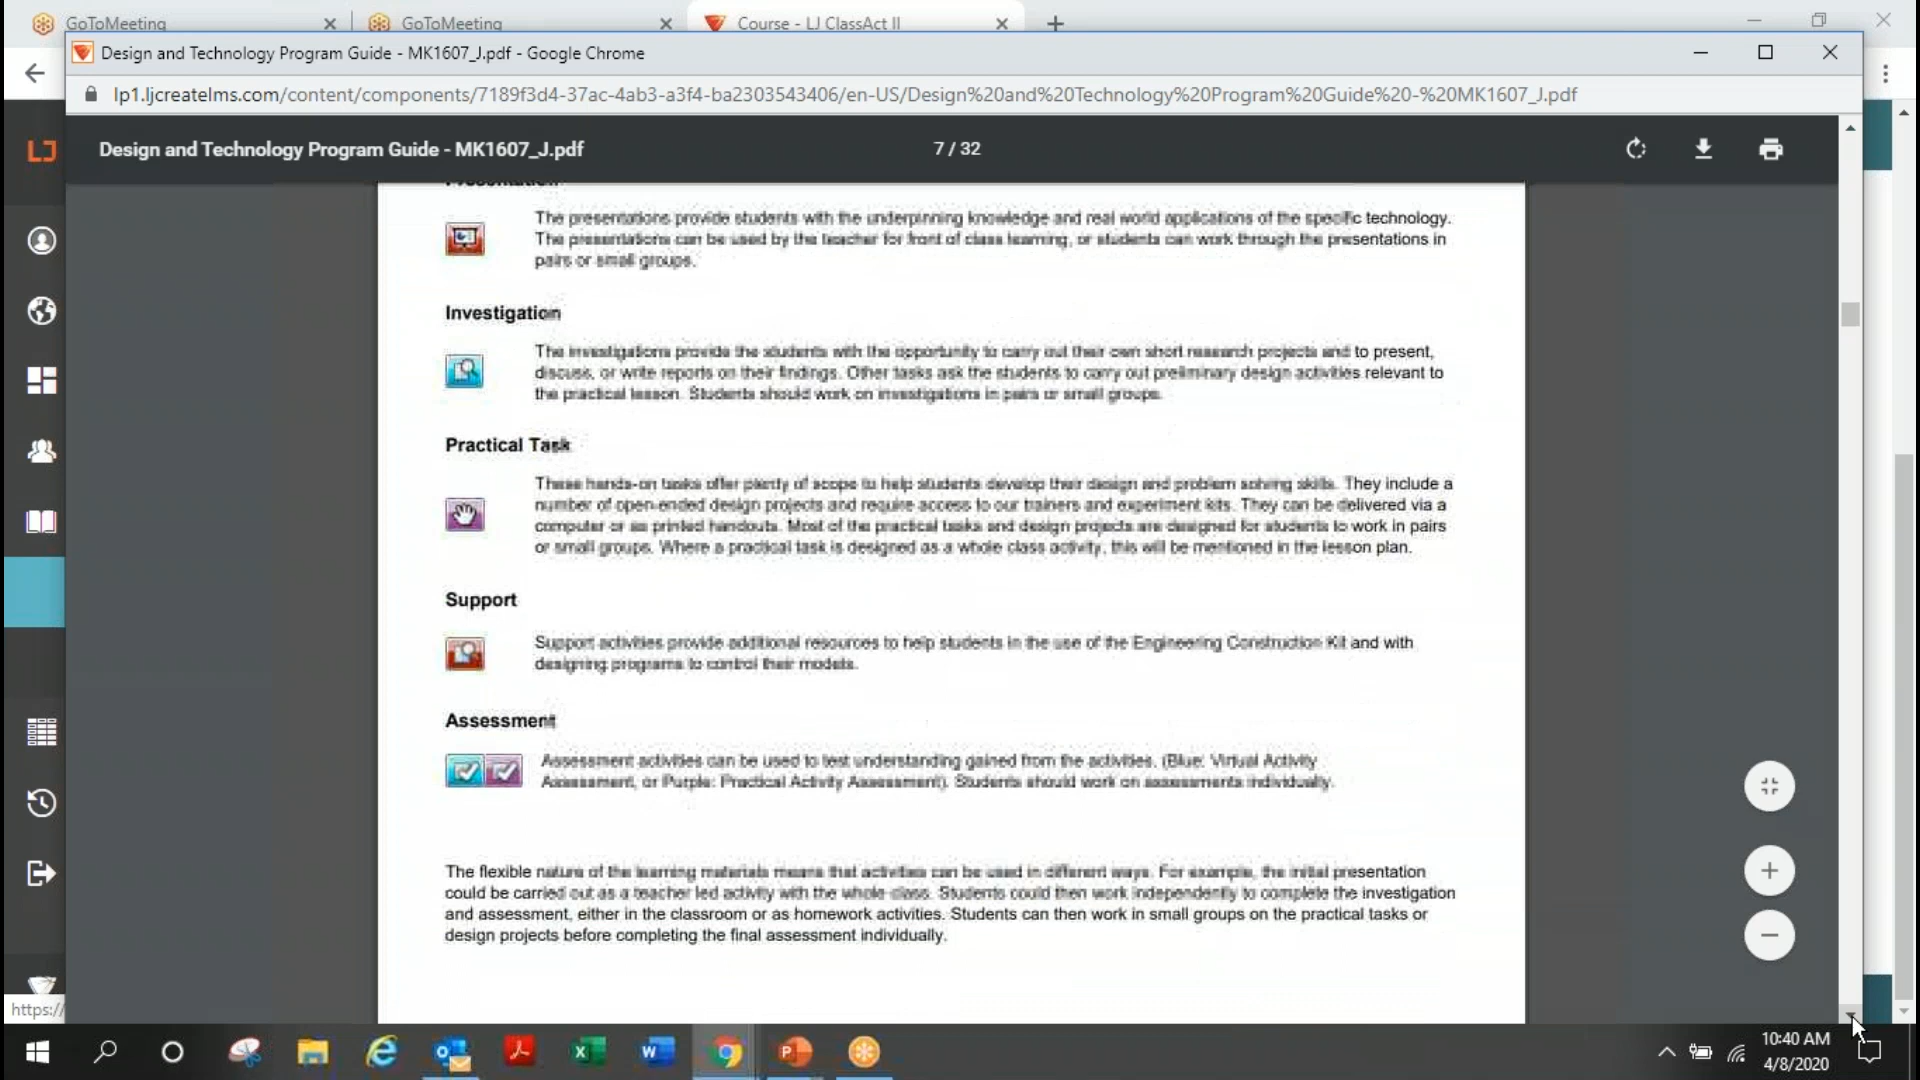 GoToMeeting
GoToMeeting
Course - LJ ClassAct II
Design and Technology Program Guide - MK1607_J.pdf - Google Chrome
lp1.ljcreatelms.com/content/components/7189f3d4-37ac-4ab3-a3f4-ba2303543406/en-US/Design%20and%20Technology%20Program%20Guide%20-%20MK1607_J.pdf
LJ
Design and Technology Program Guide - MK1607_J.pdf
7 / 32
Presentation
The presentations provide students with the underpinning knowledge and real world applications of the specific technology.
The presentations can be used by the teacher for front of class learning, or students can work through the presentations in
pairs or small groups.
Investigation
The investigations provide the students with the opportunity to carry out their own short research projects and to present,
discuss, or write reports on their findings. Other tasks ask the students to carry out preliminary design activities relevant to
the practical lesson. Students should work on investigations in pairs or small groups.
Practical Task
These hands-on tasks offer plenty of scope to help students develop their design and problem solving skills. They include a
number of open-ended design projects and require access to our trainers and experiment kits. They can be delivered via a
computer or as printed handouts. Most of the practical tasks and design projects are designed for students to work in pairs
or small groups. Where a practical task is designed as a whole class activity, this will be mentioned in the lesson plan.
Support
Support activities provide additional resources to help students in the use of the Engineering Construction Kit and with
designing programs to control their models.
Assessment
Assessment activities can be used to test understanding gained from the activities. (Blue: Virtual Activity
Assessment, or Purple: Practical Activity Assessment). Students should work on assessments individually.
The flexible nature of the learning materials means that activities can be used in different ways. For example, the initial presentation
could be carried out as a teacher led activity with the whole class. Students could then work independently to complete the investigation
and assessment, either in the classroom or as homework activities. Students can then work in small groups on the practical tasks or
design projects before completing the final assessment individually.
https://
10:40 AM
4/8/2020